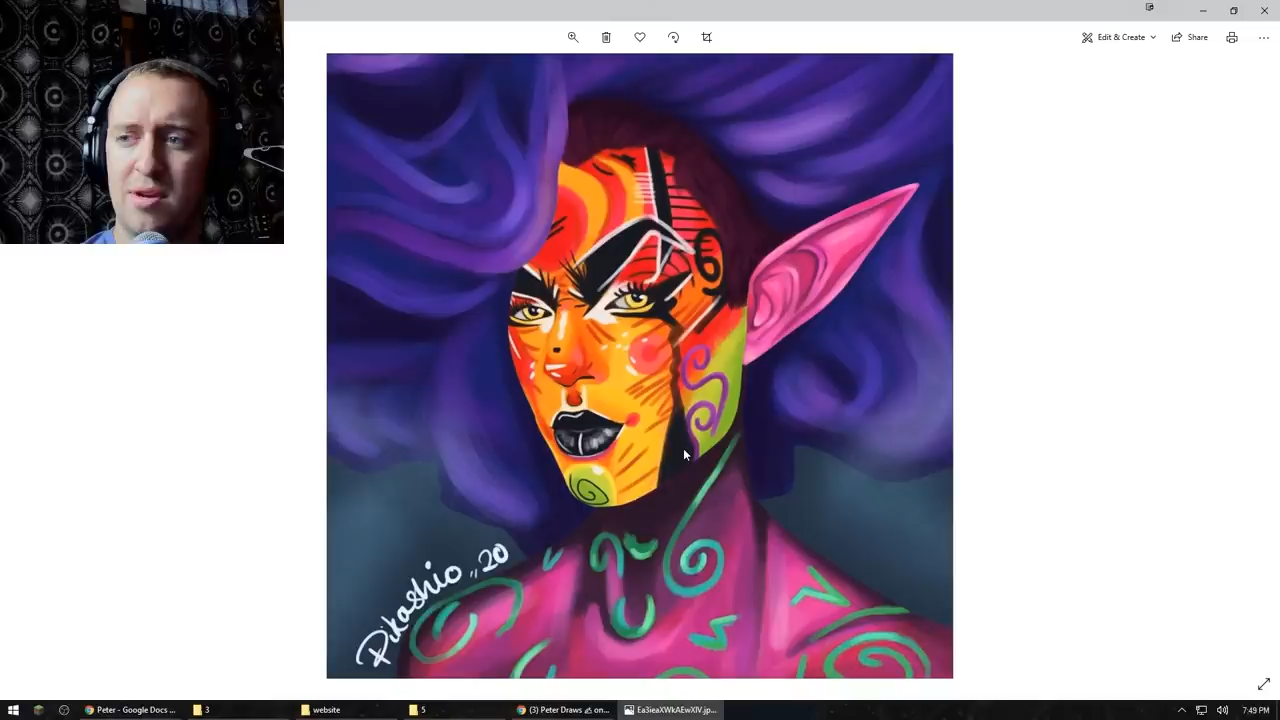 Edit & Create
Share
Pikashio ,,20
Peter - Google Docs ...
3
website
5
(3) Peter Draws ✍ on...
Ea3ieaXWkAEwXIV.jp...
7:49 PM